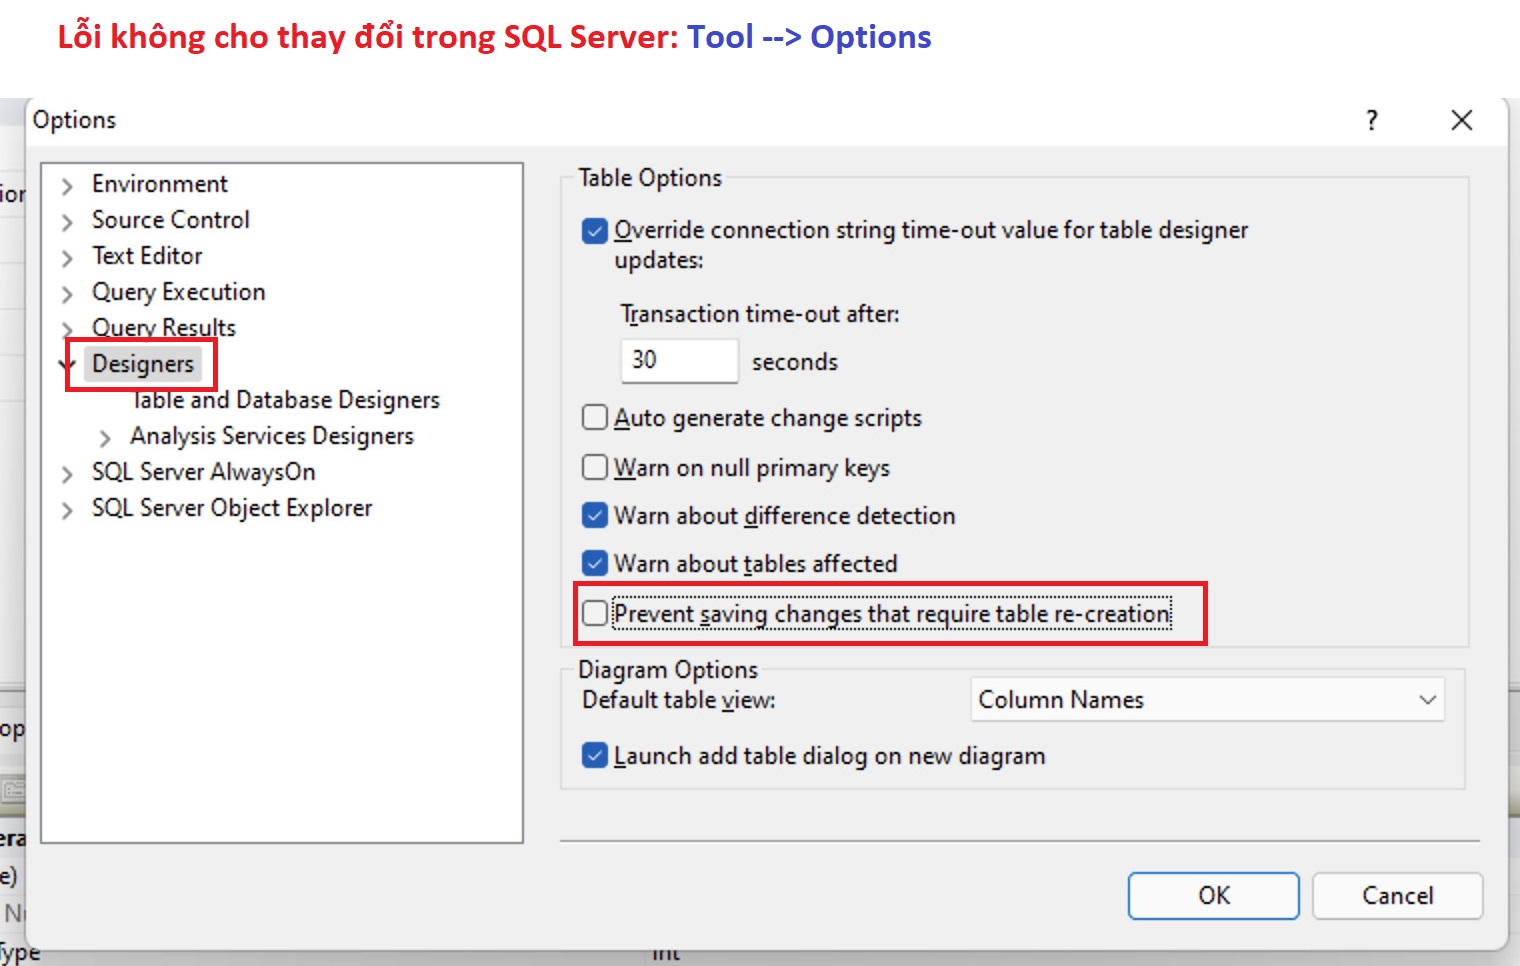 Lỗi không cho thay đổi trong SQL Server: Tool --> Options
Options
?
Environment
Source Control
Text Editor
Query Execution
Query Results
Designers
Table and Database Designers
Analysis Services Designers
SQL Server AlwaysOn
SQL Server Object Explorer
Table Options
Override connection string time-out value for table designer
updates:
Transaction time-out after:
30 seconds
Auto generate change scripts
Warn on null primary keys
Warn about difference detection
Warn about tables affected
Prevent saving changes that require table re-creation
Diagram Options
Default table view: Column Names
Launch add table dialog on new diagram
OK Cancel
Type
int